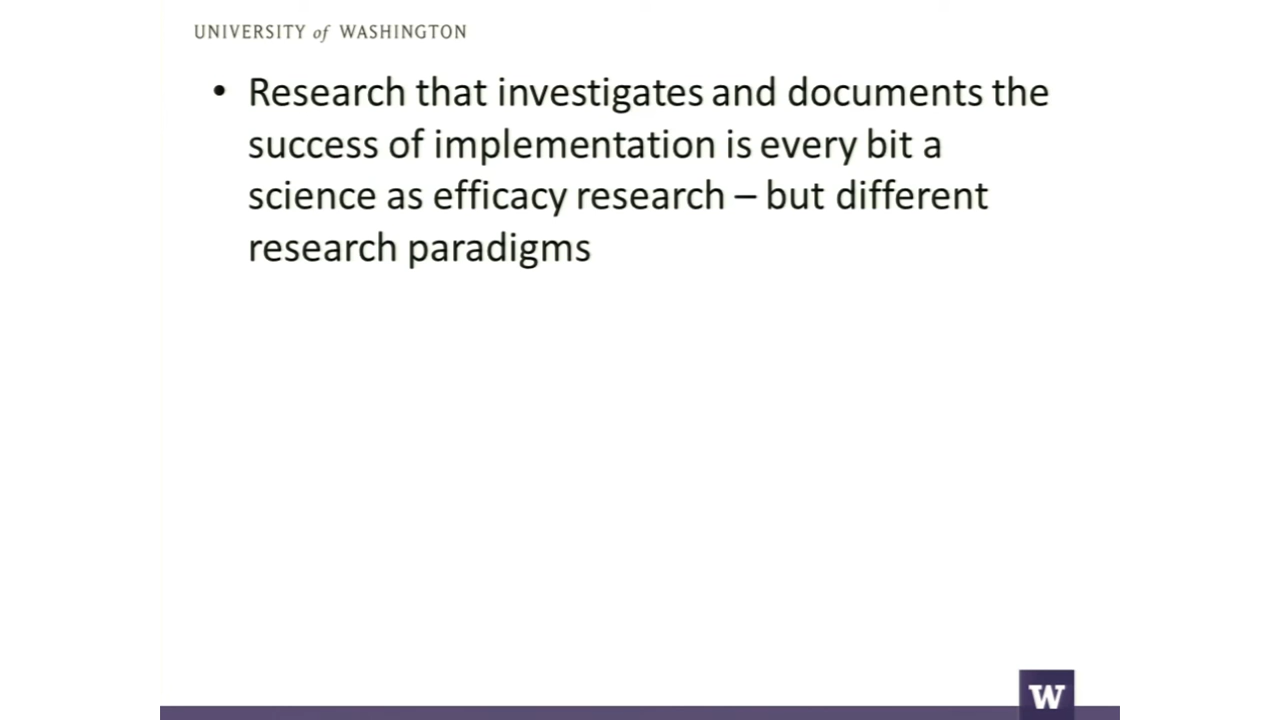 UNIVERSITY of WASHINGTON
• Research that investigates and documents the
success of implementation is every bit a
science as efficacy research – but different
research paradigms
W